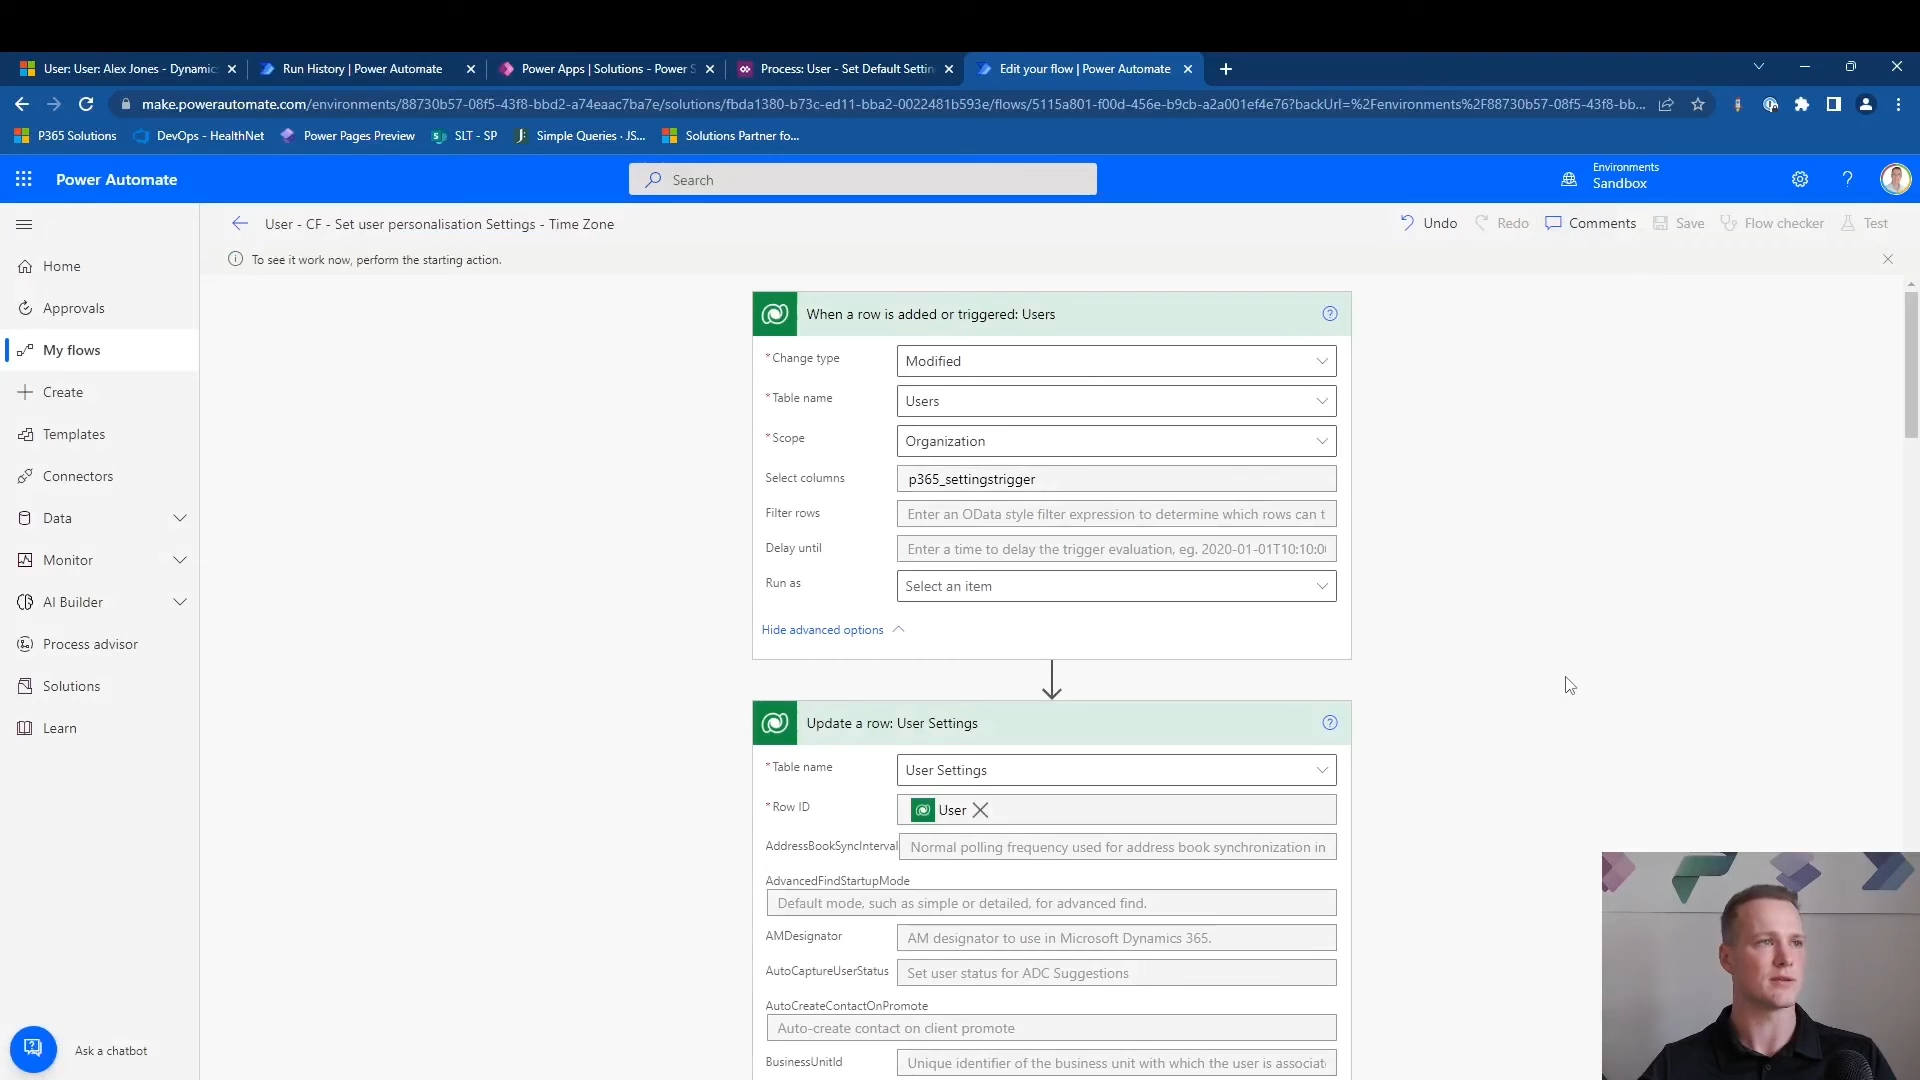 User: User: Alex Jones - Dynamic
Run History | Power Automate
Power Apps | Solutions - Power S
Process: User - Set Default Settin
Edit your flow | Power Automate
make.powerautomate.com/environments/88730b57-08f5-43f8-bbd2-a74eaac7ba7e/solutions/fbda1380-b73c-ed11-bba2-0022481b593e/flows/5115a801-f00d-456e-b9cb-a2a001ef4e76?backUrl=%2Fenvironments%2F88730b57-08f5-43f8-bb...
P365 Solutions
DevOps - HealthNet
Power Pages Preview
SLT - SP
Simple Queries · JS...
Solutions Partner fo...
Power Automate
Search
Environments
Sandbox
User - CF - Set user personalisation Settings - Time Zone
Undo
Redo
Comments
Save
Flow checker
Test
To see it work now, perform the starting action.
Home
Approvals
My flows
Create
Templates
Connectors
Data
Monitor
AI Builder
Process advisor
Solutions
Learn
Ask a chatbot
When a row is added or triggered: Users
* Change type
Modified
* Table name
Users
* Scope
Organization
Select columns
p365_settingstrigger
Filter rows
Enter an OData style filter expression to determine which rows can t
Delay until
Enter a time to delay the trigger evaluation, eg. 2020-01-01T10:10:0
Run as
Select an item
Hide advanced options
Update a row: User Settings
* Table name
User Settings
* Row ID
User
AddressBookSyncInterval
Normal polling frequency used for address book synchronization in
AdvancedFindStartupMode
Default mode, such as simple or detailed, for advanced find.
AMDesignator
AM designator to use in Microsoft Dynamics 365.
AutoCaptureUserStatus
Set user status for ADC Suggestions
AutoCreateContactOnPromote
Auto-create contact on client promote
BusinessUnitId
Unique identifier of the business unit with which the user is associat